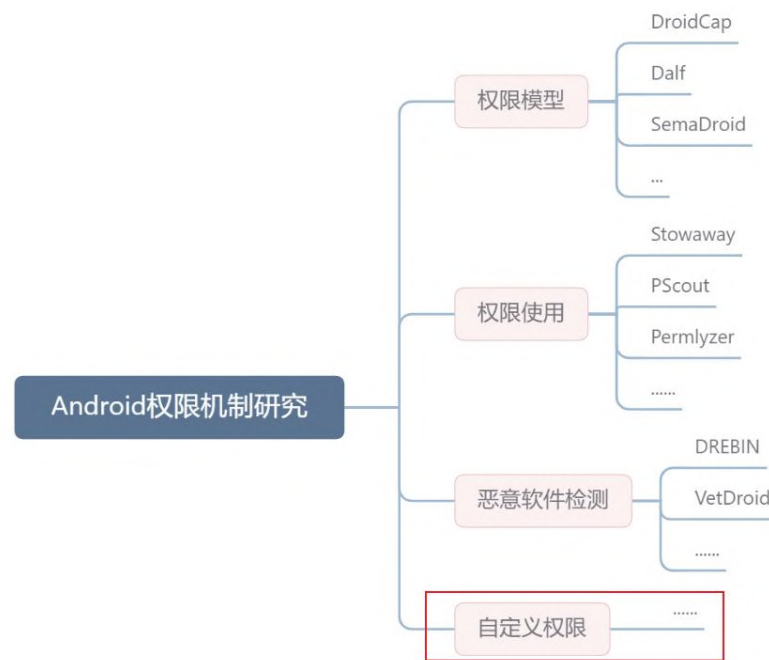 Android权限机制研究
权限模型
DroidCap
Dalf
SemaDroid
...
权限使用
Stowaway
PScout
Permlyzer
......
恶意软件检测
DREBIN
VetDroid
......
自定义权限
......